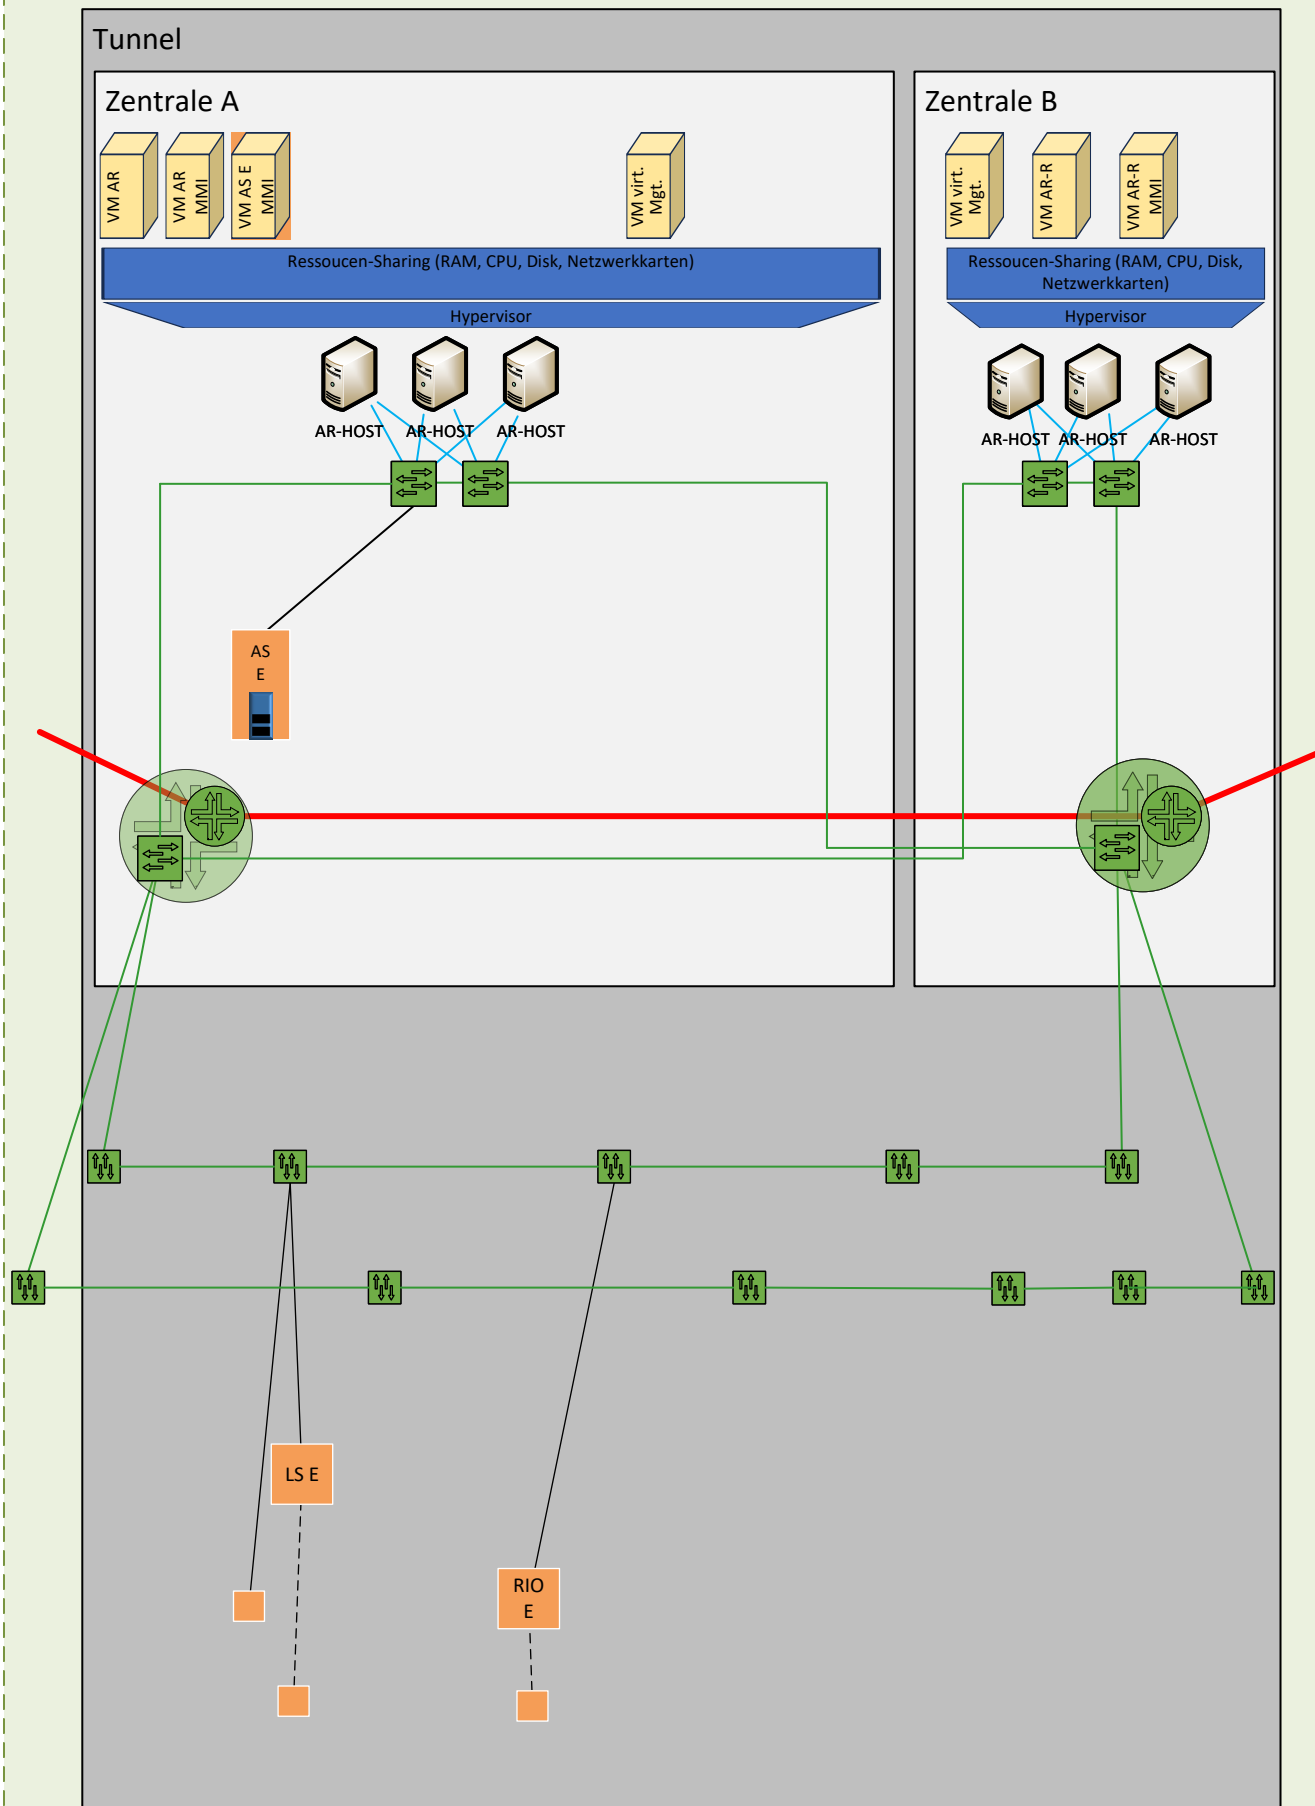 Tunnel
Zentrale A
Zentrale B
VM AR
VM AR
MMI
VM AS E
MMI
VM virt.
Mgt.
VM virt.
Mgt.
VM AR-R
VM AR-R
MMI
Ressoucen-Sharing (RAM, CPU, Disk, Netzwerkkarten)
Hypervisor
Ressoucen-Sharing (RAM, CPU, Disk,
Netzwerkkarten)
Hypervisor
AR-HOST
AR-HOST
AR-HOST
AR-HOST
AR-HOST
AR-HOST
AS
E
LS E
RIO
E